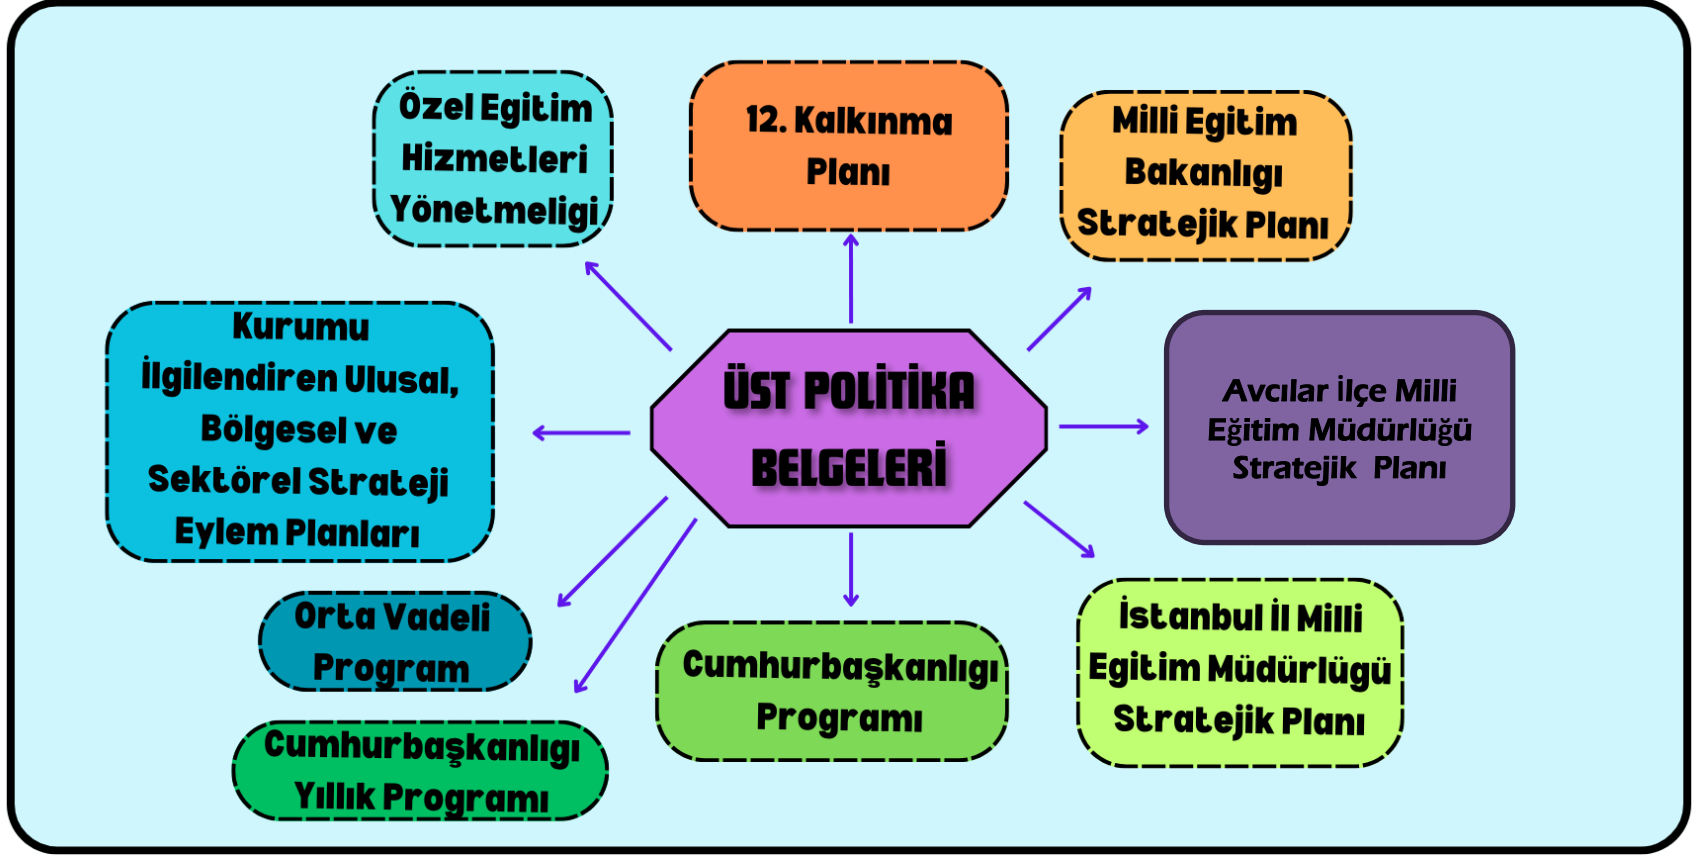 Özel Egitim
Hizmetleri
Yönetmeligi
12. Kalkınma
Planı
Milli Egitim
Bakanlıgı
Stratejik Planı
Kurumu
İlgilendiren Ulusal,
Bölgesel ve
Sektörel Strateji
Eylem Planları
ÜST POLİTİKA
BELGELERİ
Avcılar İlçe Milli
Eğitim Müdürlüğü
Stratejik Planı
Orta Vadeli
Program
Cumhurbaşkanlıgı
Yıllık Programı
Cumhurbaşkanlıgı
Programı
İstanbul İl Milli
Egitim Müdürlügü
Stratejik Planı